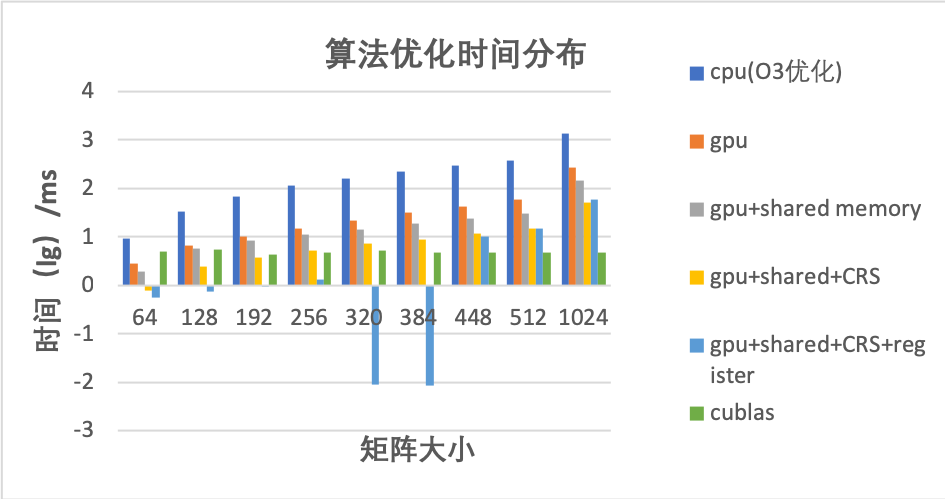 算法优化时间分布
4
3
2
1
0
-1
-2
-3
时间（lg）/ms
64 128 192 256 320 384 448 512 1024
矩阵大小
cpu(O3优化)
gpu
gpu+shared memory
gpu+shared+CRS
gpu+shared+CRS+reg
ister
cublas